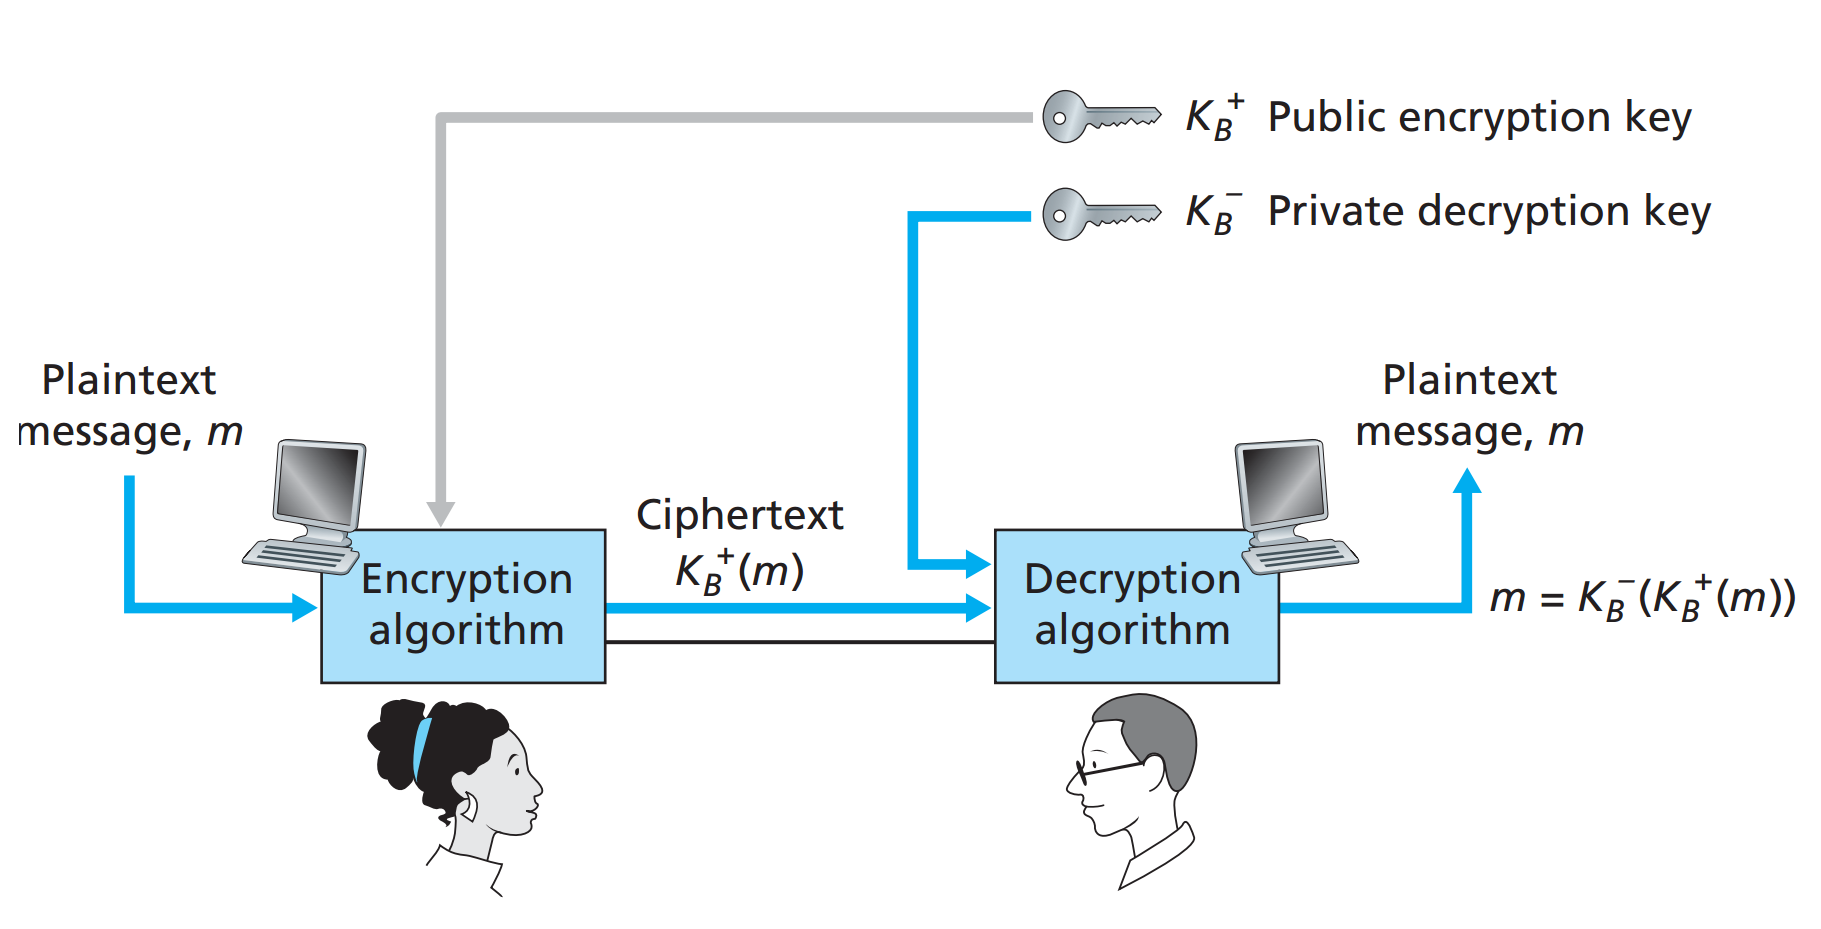 K_B^+ Public encryption key
K_B^− Private decryption key
Plaintext
message, m
Plaintext
message, m
Ciphertext
K_B^+(m)
Encryption
algorithm
Decryption
algorithm
m = K_B^−(K_B^+(m))